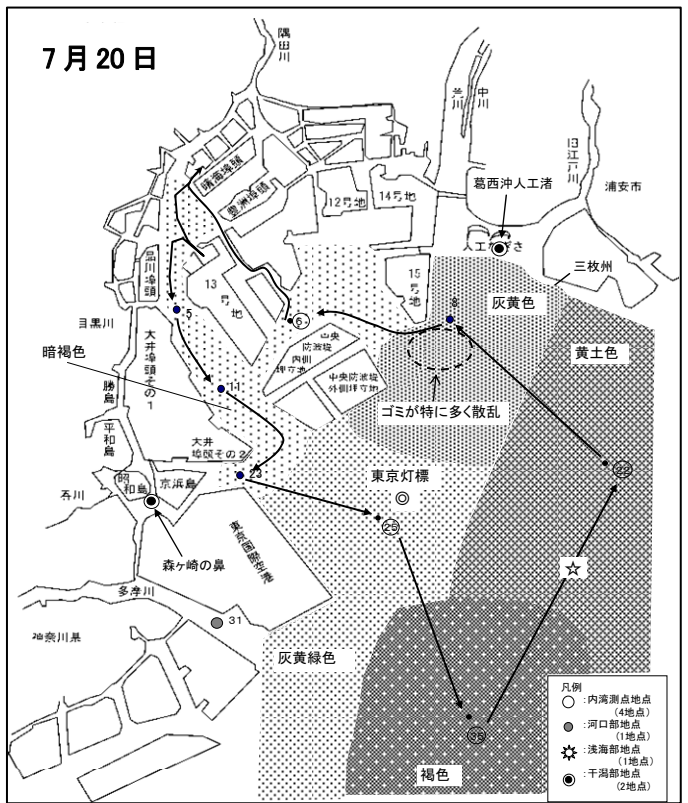 7月20日
隅田川
荒川
中川
旧江戸川
浦安市
晴海埠頭
豊洲埠頭
12号地
14号地
葛西沖人工渚
三枚州
品川埠頭
13号地
15号地
8
灰黄色
5
6
目黒川
中央
防波堤
内側
埋立地
黄土色
暗褐色
大井埠頭その1
中央防波堤
外側埋立地
11
ゴミが特に多く散乱
勝島
平和島
大井
埠頭その2
23
東京灯標
22
昭和島
京浜島
呑川
25
東京国際空港
森ヶ崎の鼻
多摩川
31
神奈川県
灰黄緑色
35
褐色
凡例
:内湾測点地点
(4地点)
:河口部地点
(1地点)
:浅海部地点
(1地点)
:干潟部地点
(2地点)